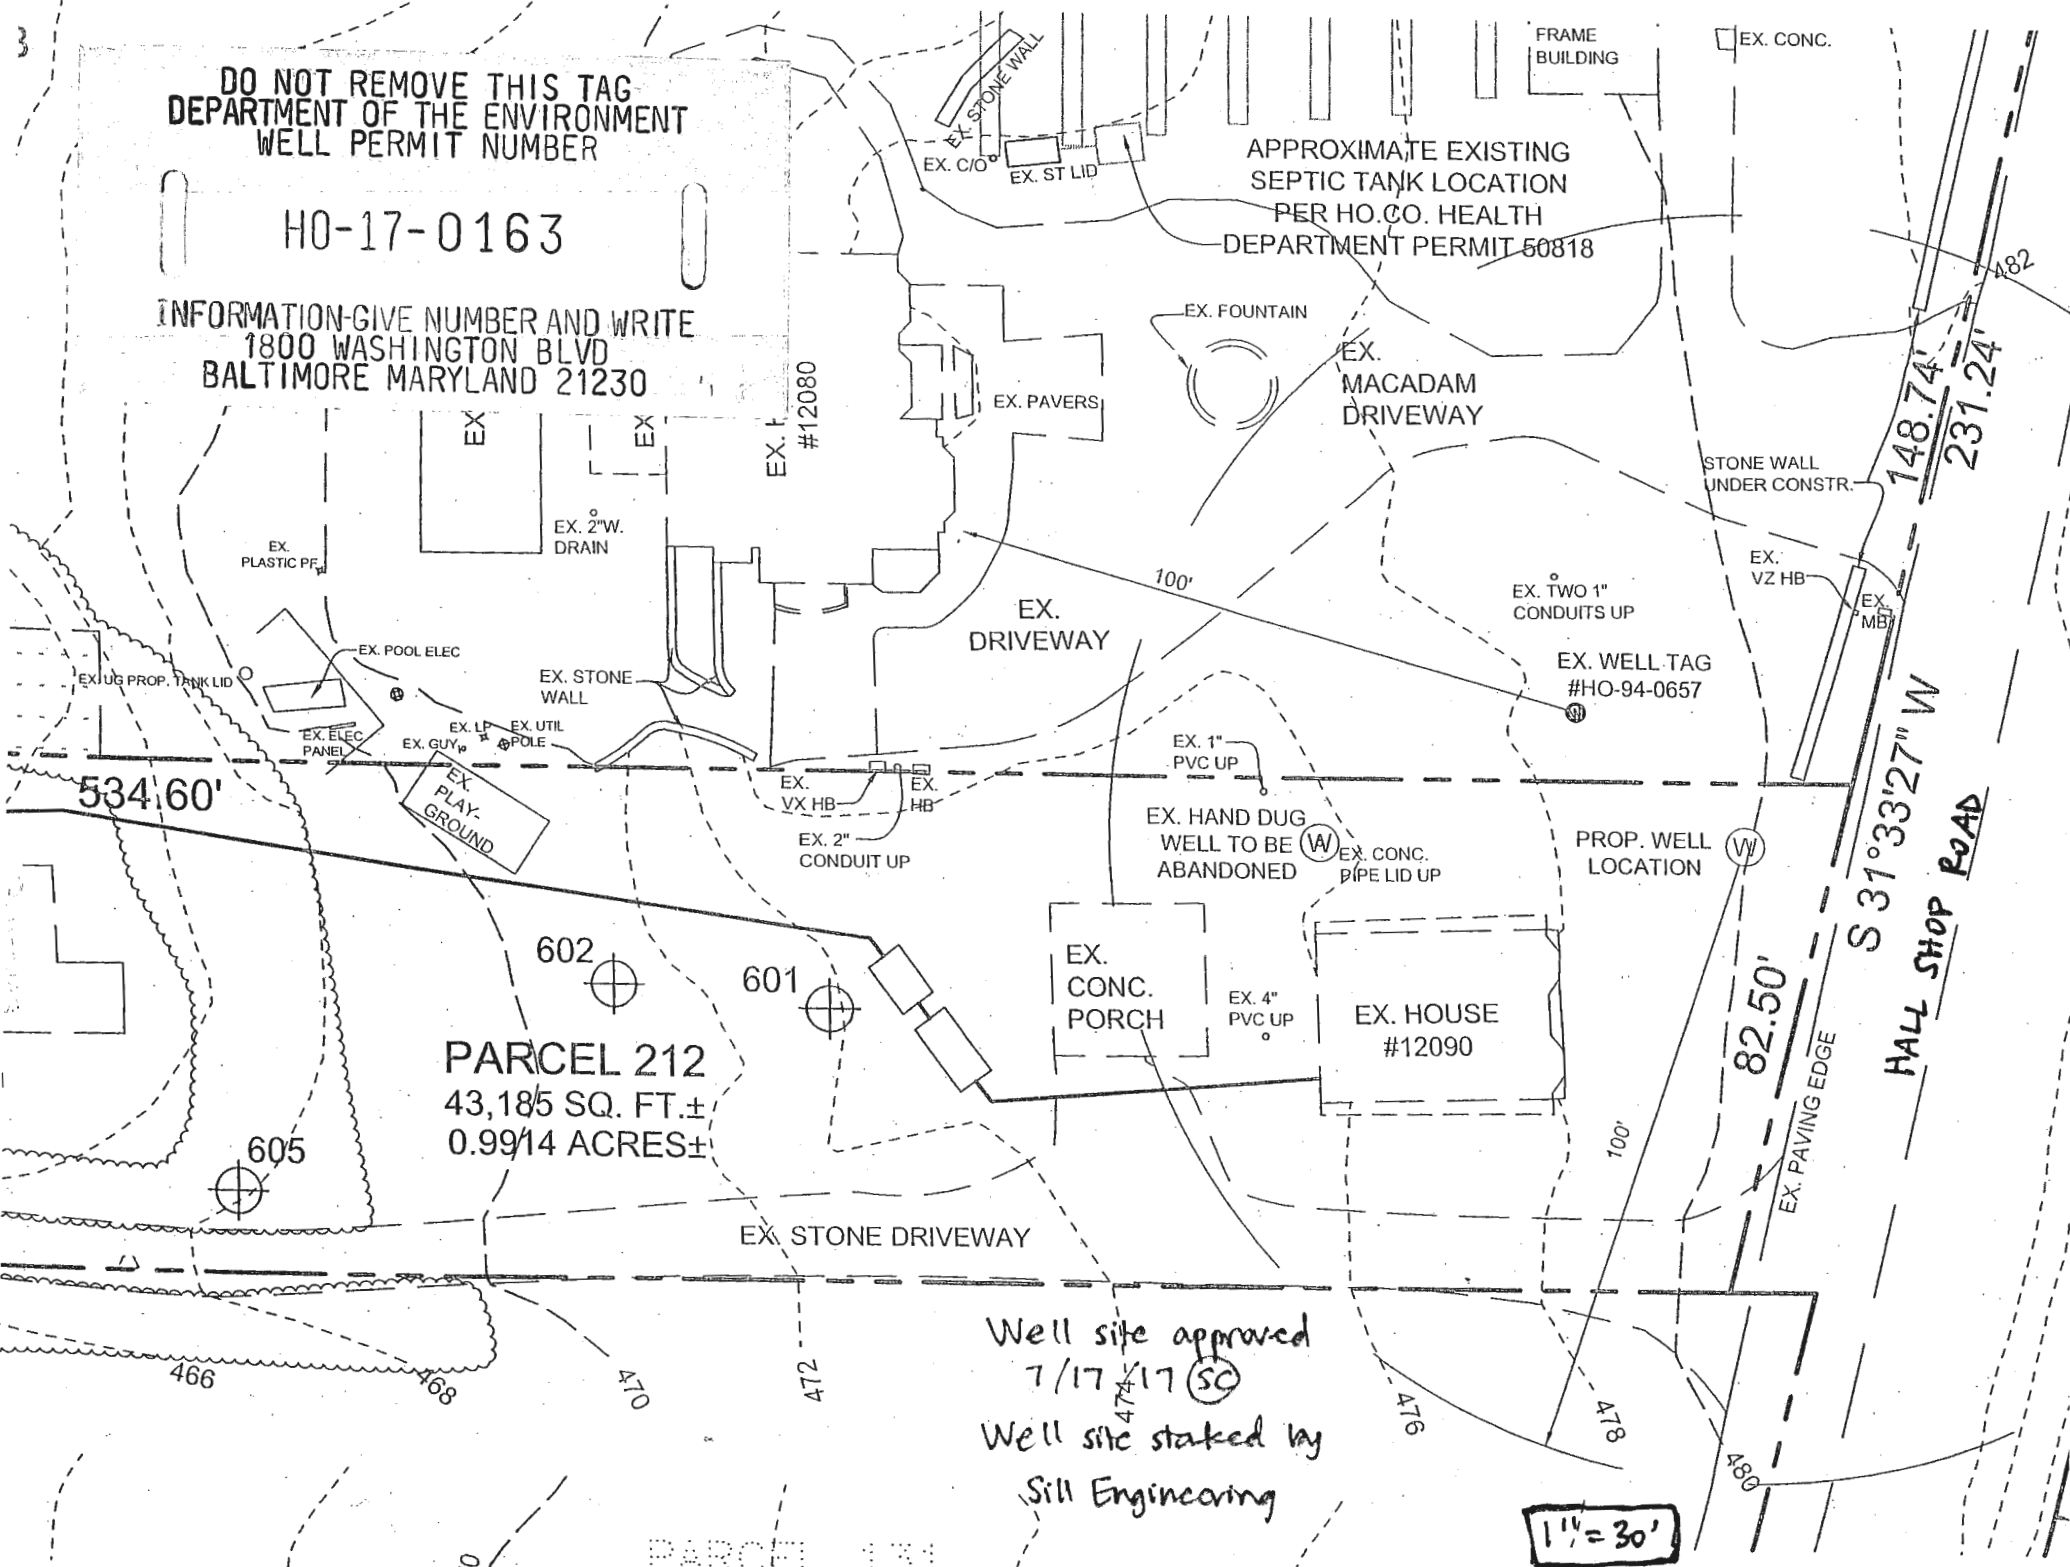 3
DO NOT REMOVE THIS TAG
DEPARTMENT OF THE ENVIRONMENT
WELL PERMIT NUMBER
HO-17-0163
INFORMATION-GIVE NUMBER AND WRITE
1800 WASHINGTON BLVD
BALTIMORE MARYLAND 21230
EX. STONE WALL
EX. C/O
EX. ST LID
FRAME
BUILDING
EX. CONC.
APPROXIMATE EXISTING
SEPTIC TANK LOCATION
PER HO.CO. HEALTH
DEPARTMENT PERMIT 50818
482
EX. FOUNTAIN
EX.
MACADAM
DRIVEWAY
EX. PAVERS
#12080
EX
EX
EX.
148.74'
231.24'
STONE WALL
UNDER CONSTR.
EX. 2"W.
DRAIN
EX.
PLASTIC PF
100'
EX.
DRIVEWAY
EX. TWO 1"
CONDUITS UP
EX.
VZ HB
EX.
MB
EX. WELL TAG
#HO-94-0657
W
EX. POOL ELEC
EX UG PROP. TANK LID
EX. STONE
WALL
EX. ELEC
PANEL
EX. GUY
EX. LP
EX. UTIL
POLE
EX. 1"
PVC UP
534.60'
EX.
PLAY-
GROUND
EX.
VX HB
EX.
HB
EX. 2"
CONDUIT UP
EX. HAND DUG
WELL TO BE
ABANDONED
W
EX. CONC.
PIPE LID UP
PROP. WELL
LOCATION
W
S 31°33'27" W
HALL SHOP ROAD
602
601
EX.
CONC.
PORCH
EX. 4"
PVC UP
EX. HOUSE
#12090
82.50'
EX. PAVING EDGE
PARCEL 212
43,185 SQ. FT.±
0.9914 ACRES±
605
100'
EX. STONE DRIVEWAY
Well site approved
7/17/17 SC
Well site staked by
Sill Engineering
466
468
470
472
474
476
478
480
1" = 30'
PARCEL 131